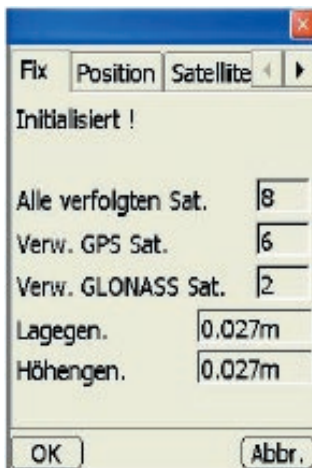 Fix Position Satellite
Initialisiert !
Alle verfolgten Sat. 8
Verw. GPS Sat. 6
Verw. GLONASS Sat. 2
Lagegen. 0.027m
Höhengen. 0.027m
OK Abbr.